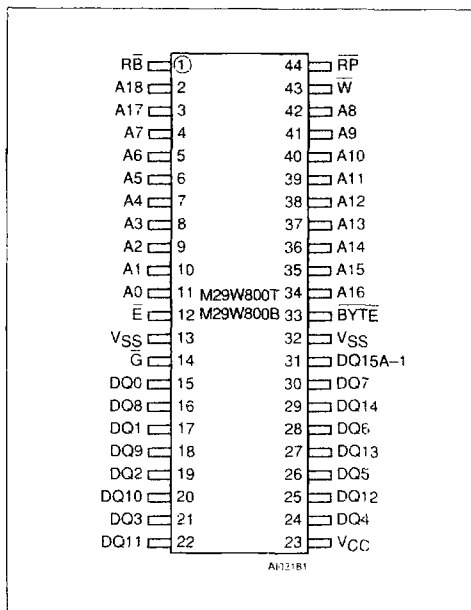 RB̅ 1 44 R̅P̅
A18 2 43 W̅
A17 3 42 A8
A7 4 41 A9
A6 5 40 A10
A5 6 39 A11
A4 7 38 A12
A3 8 37 A13
A2 9 36 A14
A1 10 35 A15
A0 11 M29W800T 34 A16
E̅ 12 M29W800B 33 B̅Y̅T̅E̅
VSS 13 32 VSS
G̅ 14 31 DQ15A-1
DQ0 15 30 DQ7
DQ8 16 29 DQ14
DQ1 17 28 DQ6
DQ9 18 27 DQ13
DQ2 19 26 DQ5
DQ10 20 25 DQ12
DQ3 21 24 DQ4
DQ11 22 23 VCC